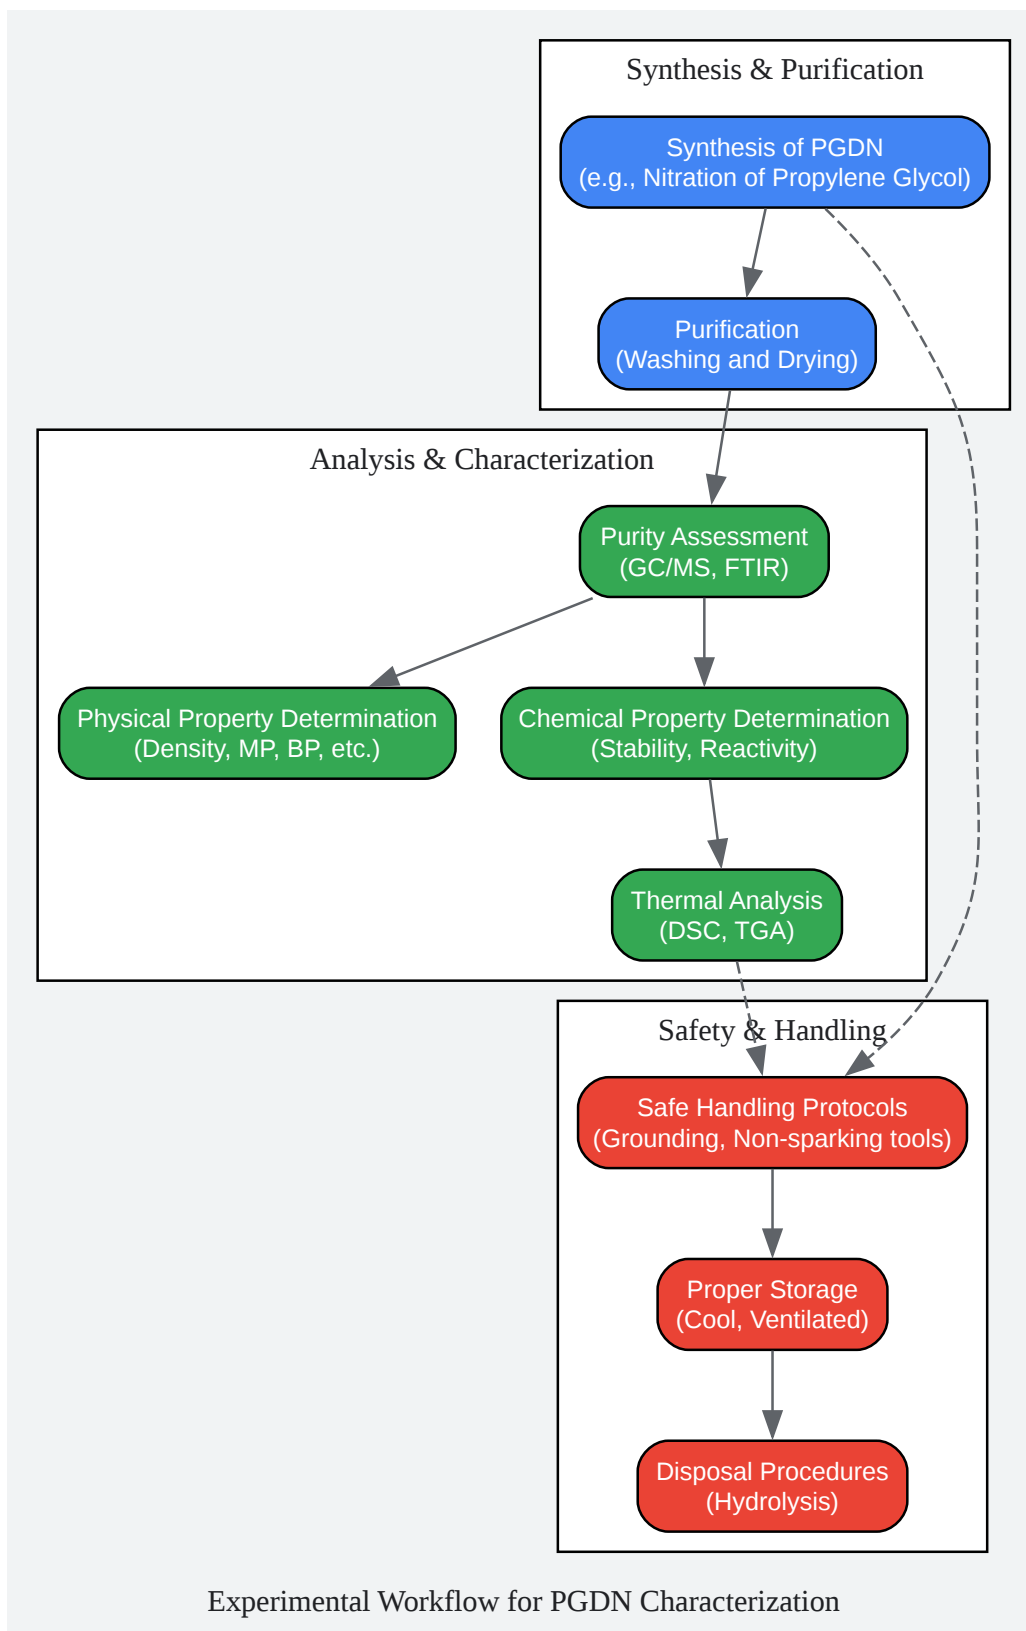 Synthesis & Purification
Synthesis of PGDN
(e.g., Nitration of Propylene Glycol)
Purification
(Washing and Drying)
Analysis & Characterization
Purity Assessment
(GC/MS, FTIR)
Physical Property Determination
(Density, MP, BP, etc.)
Chemical Property Determination
(Stability, Reactivity)
Thermal Analysis
(DSC, TGA)
Safety & Handling
Safe Handling Protocols
(Grounding, Non-sparking tools)
Proper Storage
(Cool, Ventilated)
Disposal Procedures
(Hydrolysis)
Experimental Workflow for PGDN Characterization